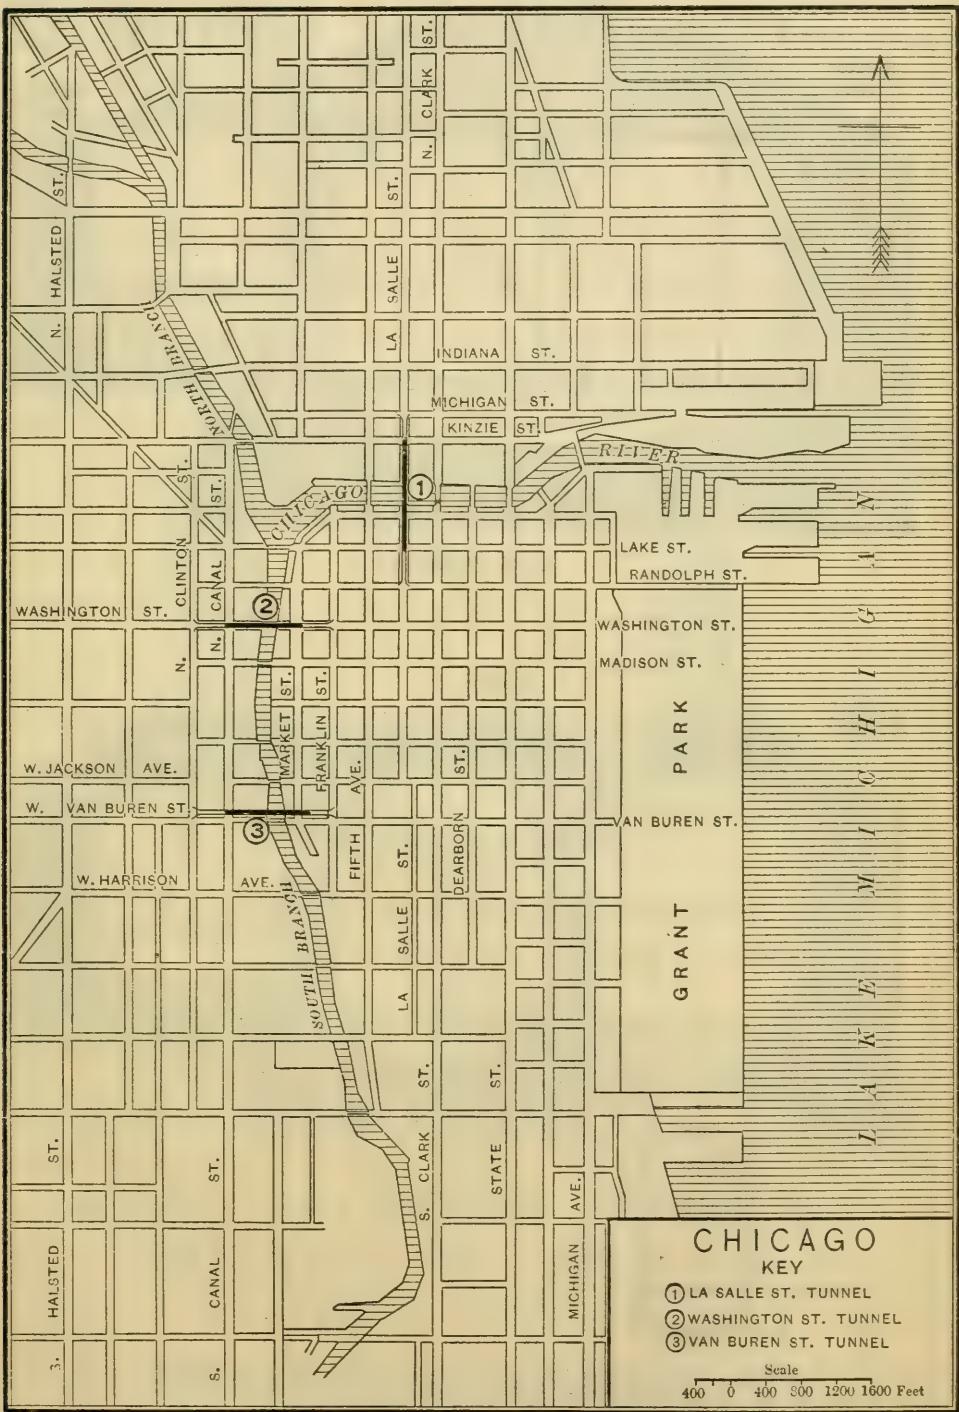 CLARK ST.
N.
ST.
HALSTED
N.
LA SALLE ST.
NORTH BRANCH
INDIANA ST.
MICHIGAN ST.
KINZIE ST.
RIVER
CHICAGO
1
ST.
CLINTON
N.
ST.
CANAL
N.
LAKE ST.
RANDOLPH ST.
WASHINGTON ST.
2
WASHINGTON ST.
MADISON ST.
MARKET ST.
FRANKLIN ST.
FIFTH AVE.
DEARBORN ST.
W. JACKSON AVE.
W. VAN BUREN ST.
3
VAN BUREN ST.
W. HARRISON AVE.
GRANT PARK
LAKE MICHIGAN
SOUTH BRANCH
LA SALLE ST.
S. CLARK ST.
STATE ST.
MICHIGAN AVE.
S. HALSTED ST.
S. CANAL ST.
CHICAGO
KEY
1 LA SALLE ST. TUNNEL
2 WASHINGTON ST. TUNNEL
3 VAN BUREN ST. TUNNEL
Scale
400 0 400 800 1200 1600 Feet